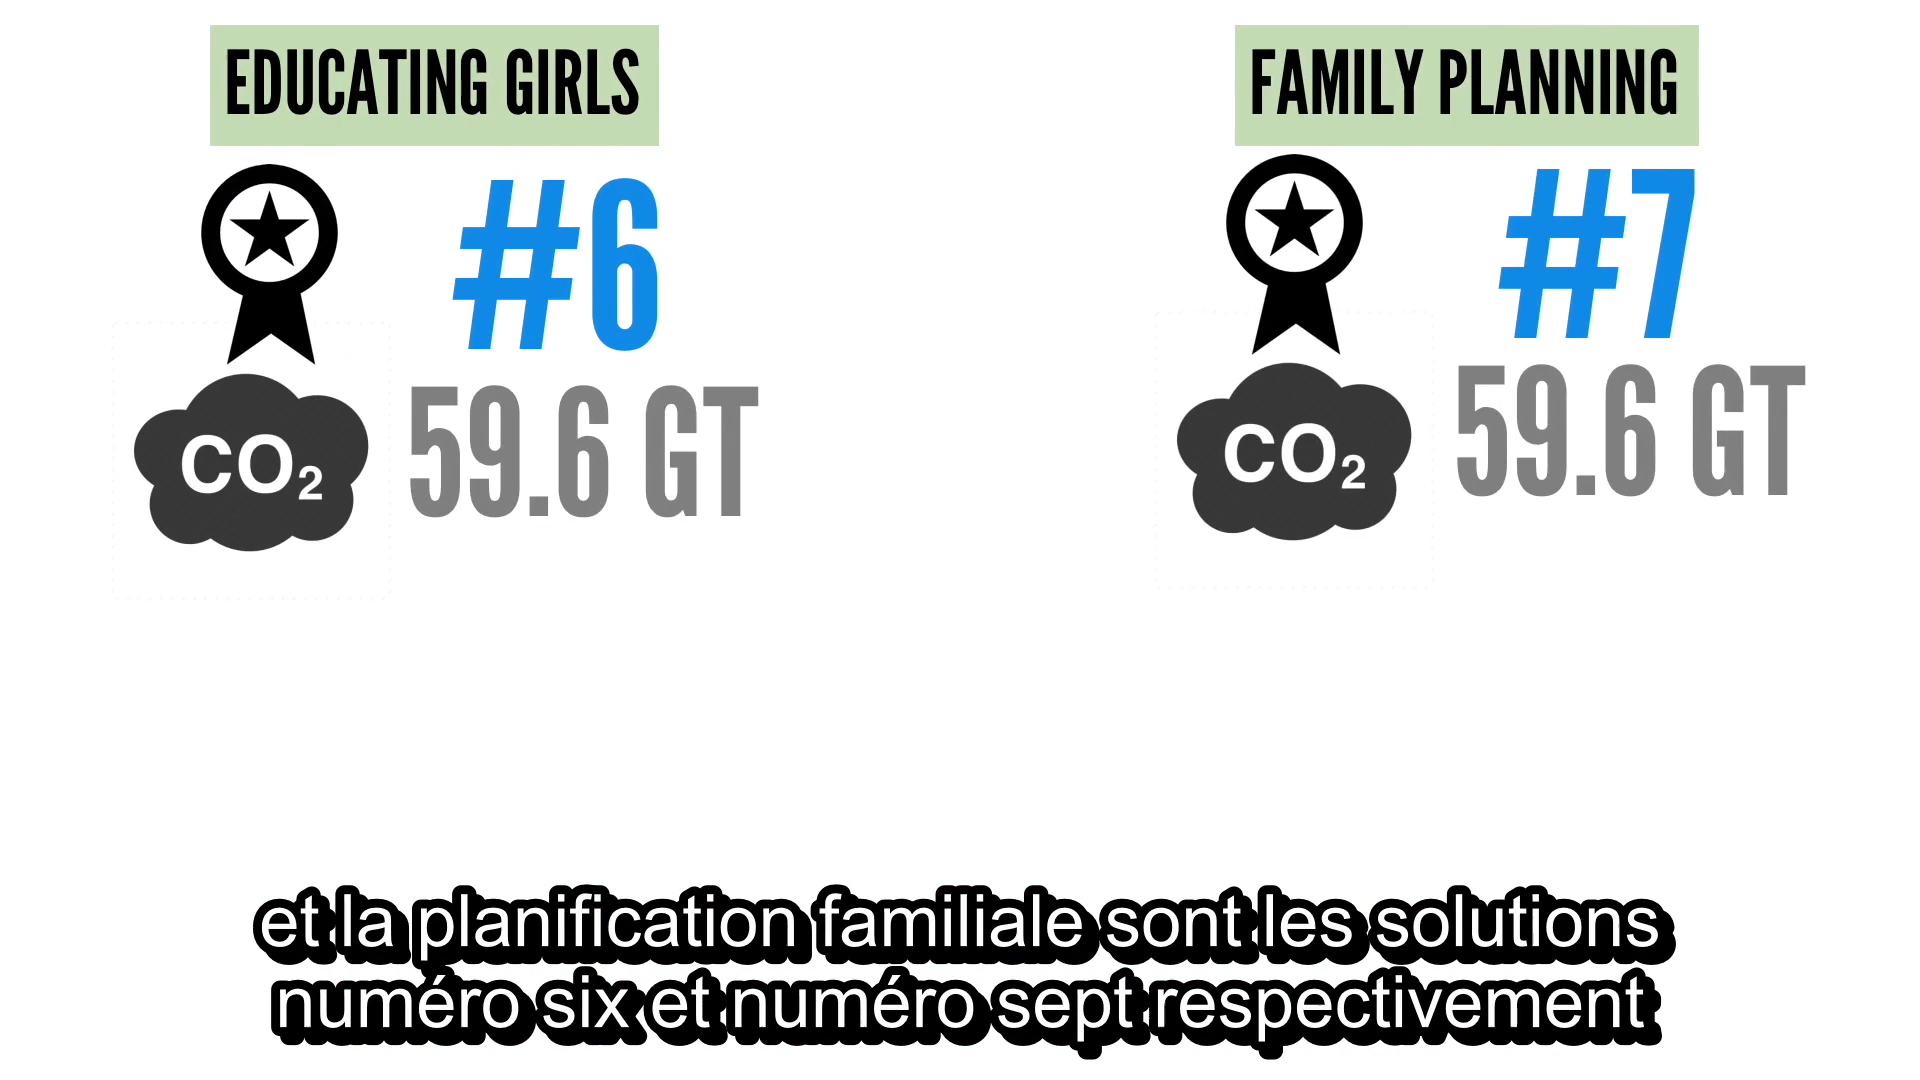 EDUCATING GIRLS
#6
CO₂
59.6 GT
FAMILY PLANNING
#7
CO₂
59.6 GT
et la planification familiale sont les solutions
numéro six et numéro sept respectivement